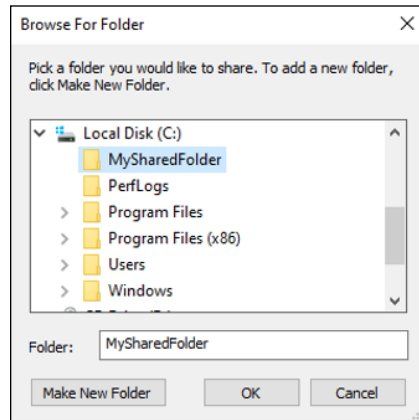 Browse For Folder
Pick a folder you would like to share. To add a new folder,
click Make New Folder.
Local Disk (C:)
MySharedFolder
PerfLogs
Program Files
Program Files (x86)
Users
Windows
Folder: MySharedFolder
Make New Folder OK Cancel